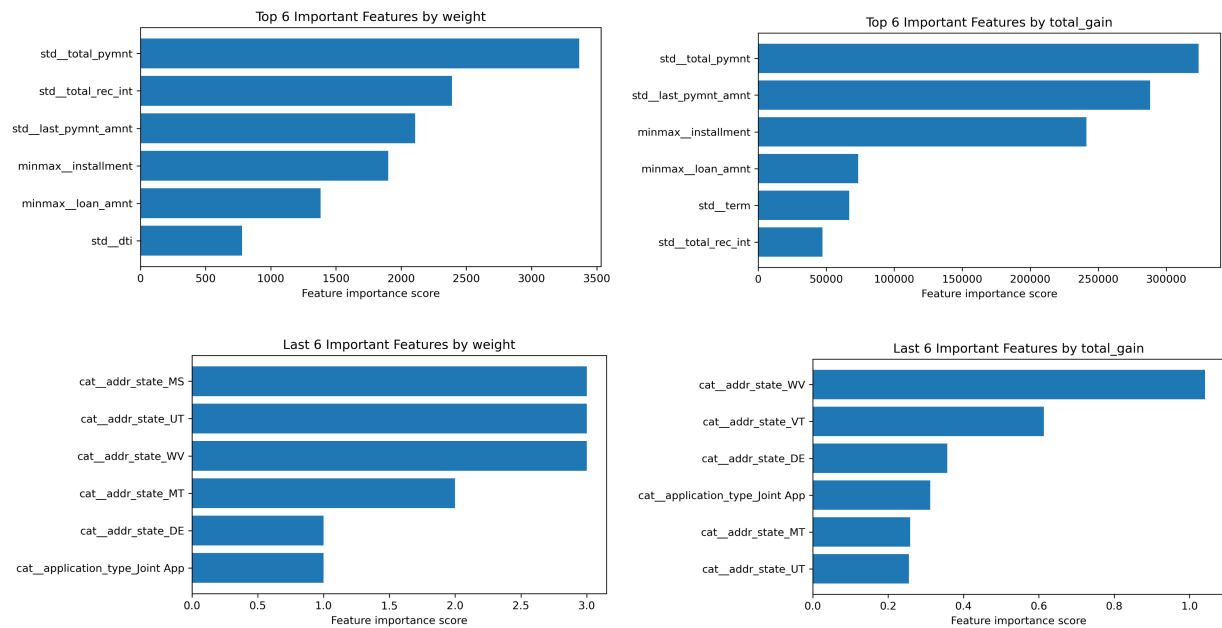 Top 6 Important Features by weight
std__total_pymnt
std__total_rec_int
std__last_pymnt_amnt
minmax__installment
minmax__loan_amnt
std__dti
0 500 1000 1500 2000 2500 3000 3500
Feature importance score
Top 6 Important Features by total_gain
std__total_pymnt
std__last_pymnt_amnt
minmax__installment
minmax__loan_amnt
std__term
std__total_rec_int
0 50000 100000 150000 200000 250000 300000
Feature importance score
Last 6 Important Features by weight
cat__addr_state_MS
cat__addr_state_UT
cat__addr_state_WV
cat__addr_state_MT
cat__addr_state_DE
cat__application_type_Joint App
0.0 0.5 1.0 1.5 2.0 2.5 3.0
Feature importance score
Last 6 Important Features by total_gain
cat__addr_state_WV
cat__addr_state_VT
cat__addr_state_DE
cat__application_type_Joint App
cat__addr_state_MT
cat__addr_state_UT
0.0 0.2 0.4 0.6 0.8 1.0
Feature importance score